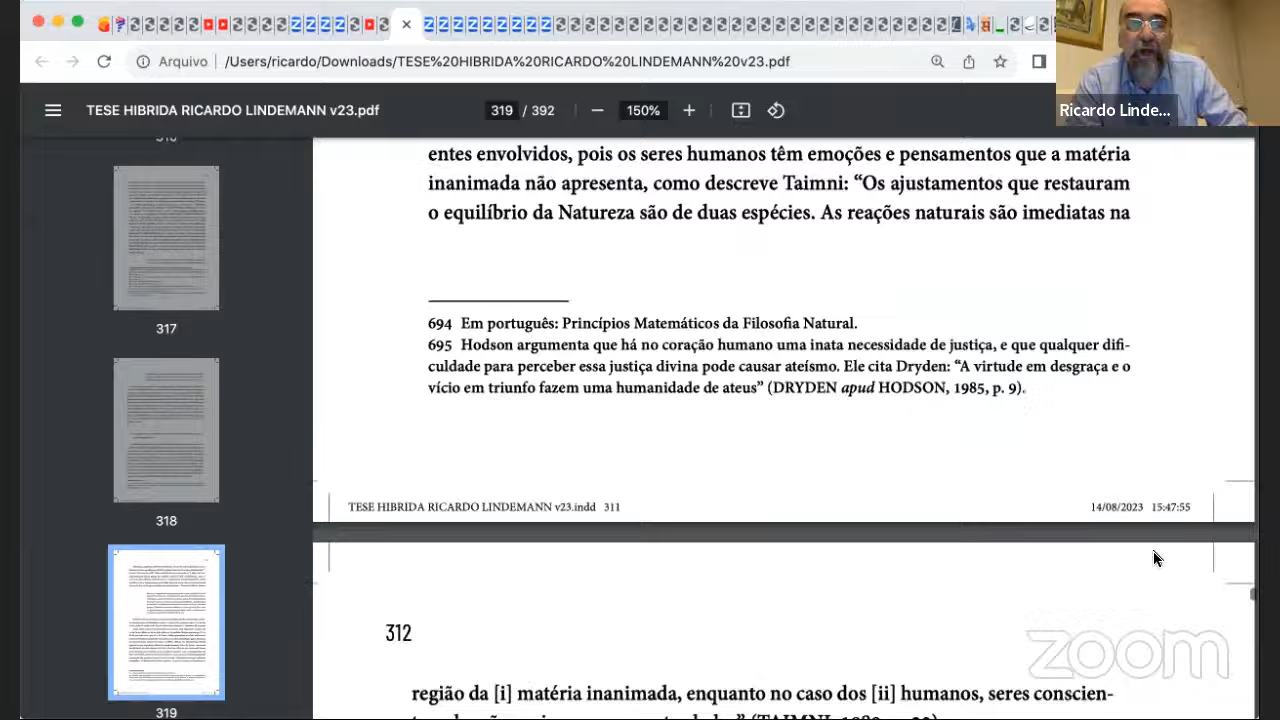 Arquivo
/Users/ricardo/Downloads/TESE%20HIBRIDA%20RICARDO%20LINDEMANN%20v23.pdf
Ricardo Linde...
TESE HIBRIDA RICARDO LINDEMANN v23.pdf
319 / 392
150%
317
318
319
entes envolvidos, pois os seres humanos têm emoções e pensamentos que a matéria
inanimada não apresenta, como descreve Taimni: “Os ajustamentos que restauram
o equilíbrio da Natureza são de duas espécies. As reações naturais são imediatas na
694 Em português: Princípios Matemáticos da Filosofia Natural.
695 Hodson argumenta que há no coração humano uma inata necessidade de justiça, e que qualquer difi-
culdade para perceber essa justiça divina pode causar ateísmo. Ele cita Dryden: “A virtude em desgraça e o
vício em triunfo fazem uma humanidade de ateus” (DRYDEN apud HODSON, 1985, p. 9).
TESE HIBRIDA RICARDO LINDEMANN v23.indd 311
14/08/2023 15:47:55
312
região da [i] matéria inanimada, enquanto no caso dos [ii] humanos, seres conscien-
zoom